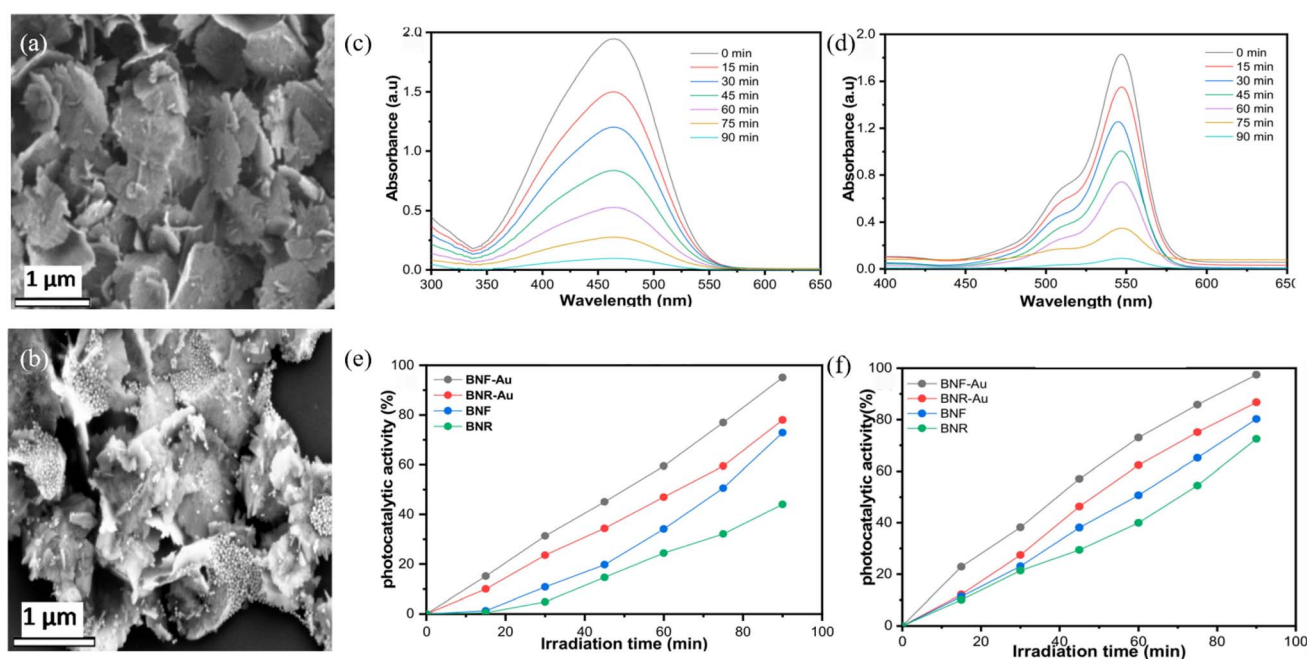 (a)
1 µm
(b)
1 µm
(c)
2.0
1.5
1.0
0.5
0.0
Absorbance (a.u)
0 min
15 min
30 min
45 min
60 min
75 min
90 min
300 350 400 450 500 550 600 650
Wavelength (nm)
(d)
2.0
1.6
1.2
0.8
0.4
0.0
Absorbance (a.u)
0 min
15 min
30 min
45 min
60 min
75 min
90 min
400 450 500 550 600 650
Wavelength (nm)
(e)
100
80
60
40
20
0
photocatalytic activity (%)
BNF-Au
BNR-Au
BNF
BNR
0 20 40 60 80 100
Irradiation time (min)
(f)
100
80
60
40
20
0
photocatalytic activity(%)
BNF-Au
BNR-Au
BNF
BNR
0 20 40 60 80 100
Irradiation time (min)